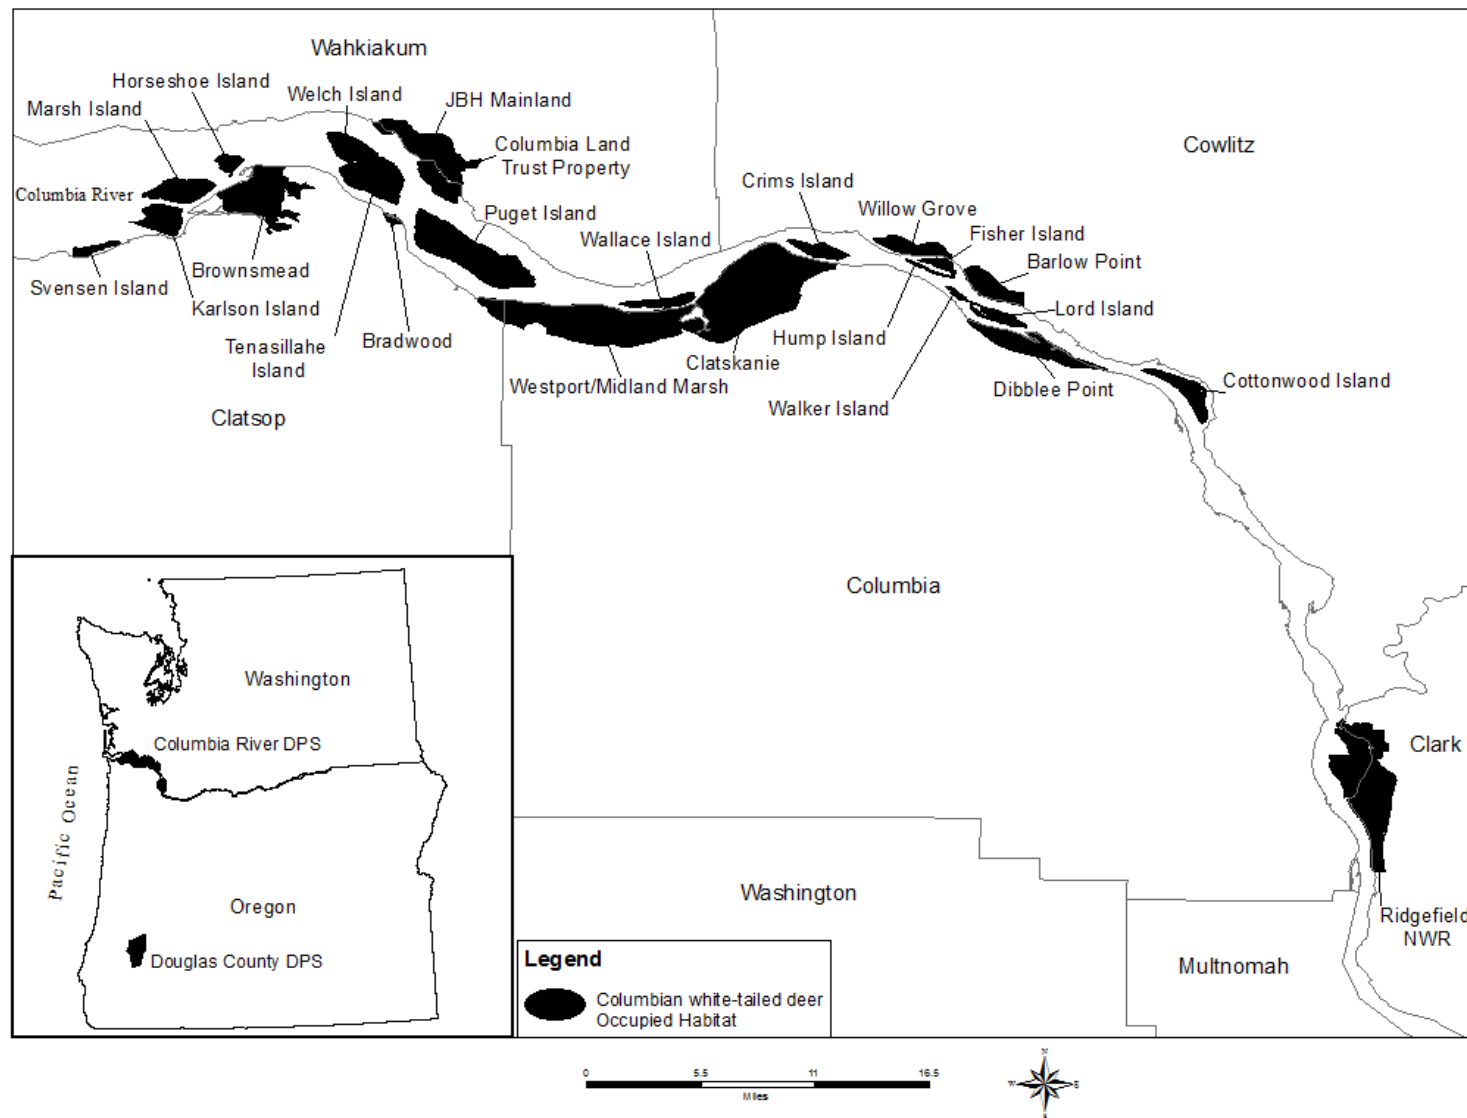 Wahkiakum
Horseshoe Island
Welch Island
JBH Mainland
Marsh Island
Columbia Land
Trust Property
Cowlitz
Columbia River
Crims Island
Puget Island
Willow Grove
Wallace Island
Fisher Island
Barlow Point
Brownsmead
Svensen Island
Karlson Island
Lord Island
Tenasillahe
Island
Bradwood
Hump Island
Clatskanie
Westport/Midland Marsh
Walker Island
Dibblee Point
Cottonwood Island
Clatsop
Columbia
Washington
Columbia River DPS
Pacific Ocean
Oregon
Douglas County DPS
Clark
Washington
Ridgefield
NWR
Multnomah
Legend
Columbian white-tailed deer
Occupied Habitat
0 5.5 11 16.5
Miles
N
W E
S